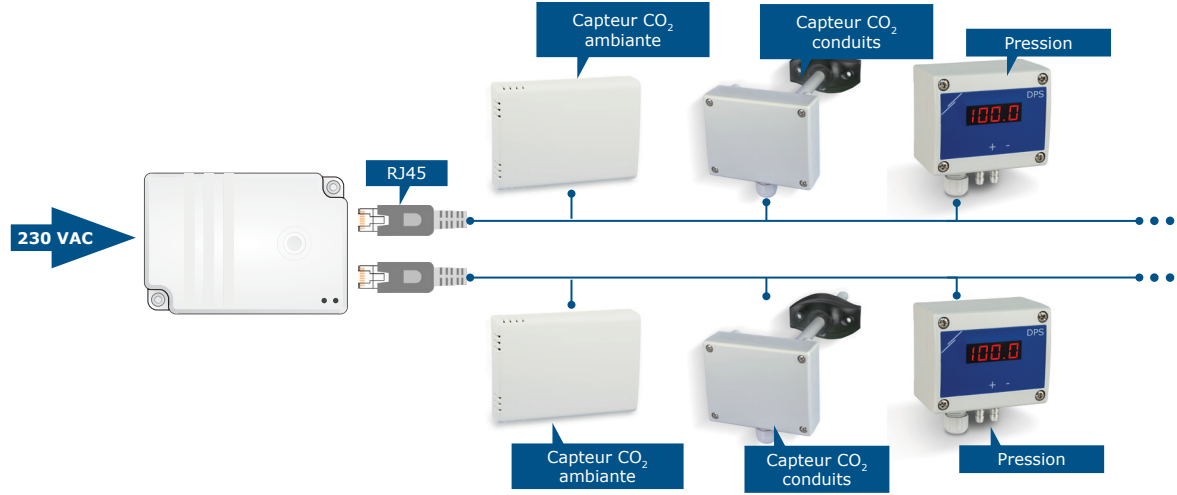 Capteur CO₂
ambiante
Capteur CO₂
conduits
Pression
DPS
100.0
+ -
RJ45
230 VAC
DPS
100.0
+ -
Capteur CO₂
ambiante
Capteur CO₂
conduits
Pression